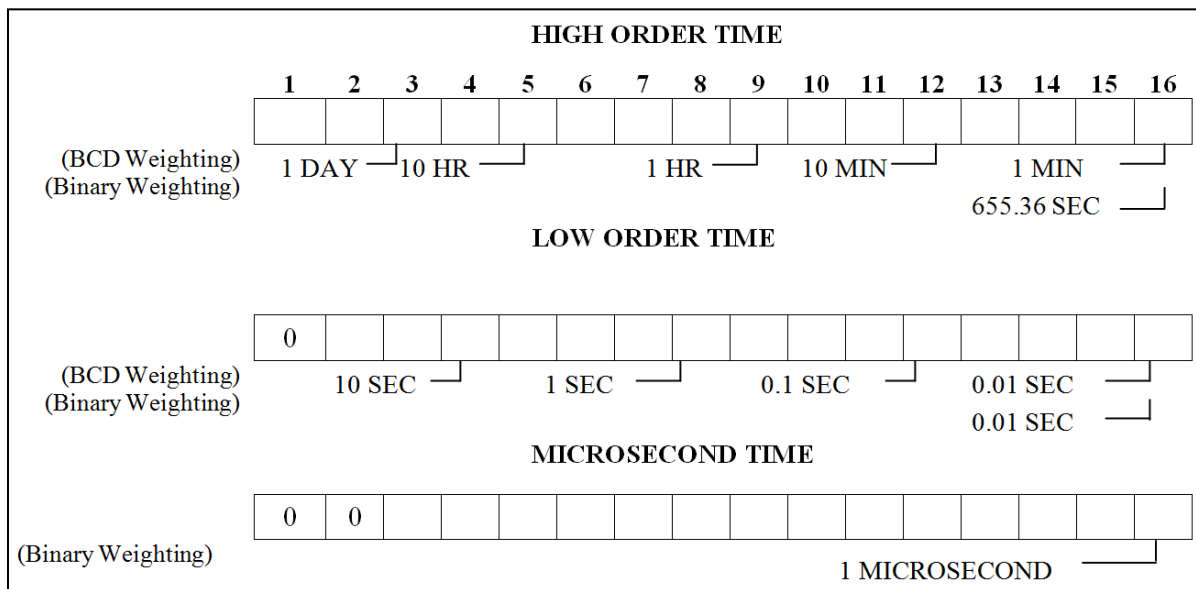 HIGH ORDER TIME
1 2 3 4 5 6 7 8 9 10 11 12 13 14 15 16
(BCD Weighting) 1 DAY 10 HR 1 HR 10 MIN 1 MIN
(Binary Weighting) 655.36 SEC
LOW ORDER TIME
0
(BCD Weighting) 10 SEC 1 SEC 0.1 SEC 0.01 SEC
(Binary Weighting) 0.01 SEC
MICROSECOND TIME
0 0
(Binary Weighting) 1 MICROSECOND